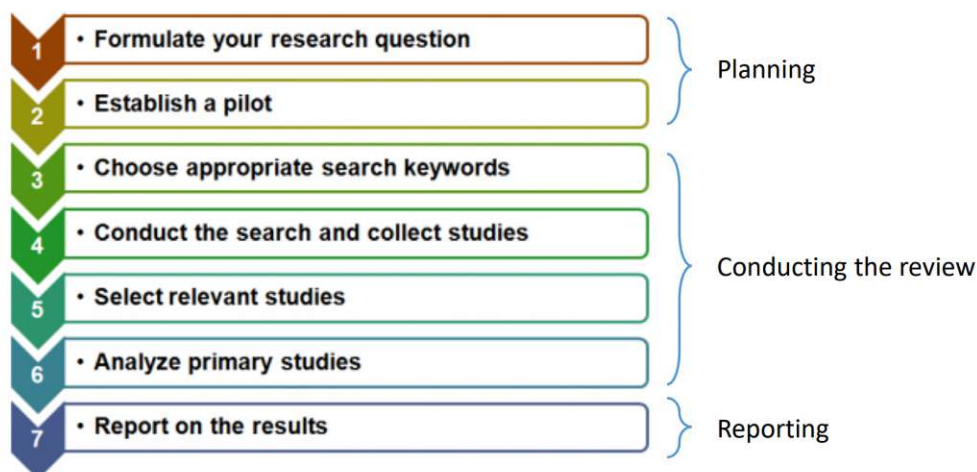 1 • Formulate your research question
2 • Establish a pilot
Planning
3 • Choose appropriate search keywords
4 • Conduct the search and collect studies
5 • Select relevant studies
6 • Analyze primary studies
Conducting the review
7 • Report on the results
Reporting